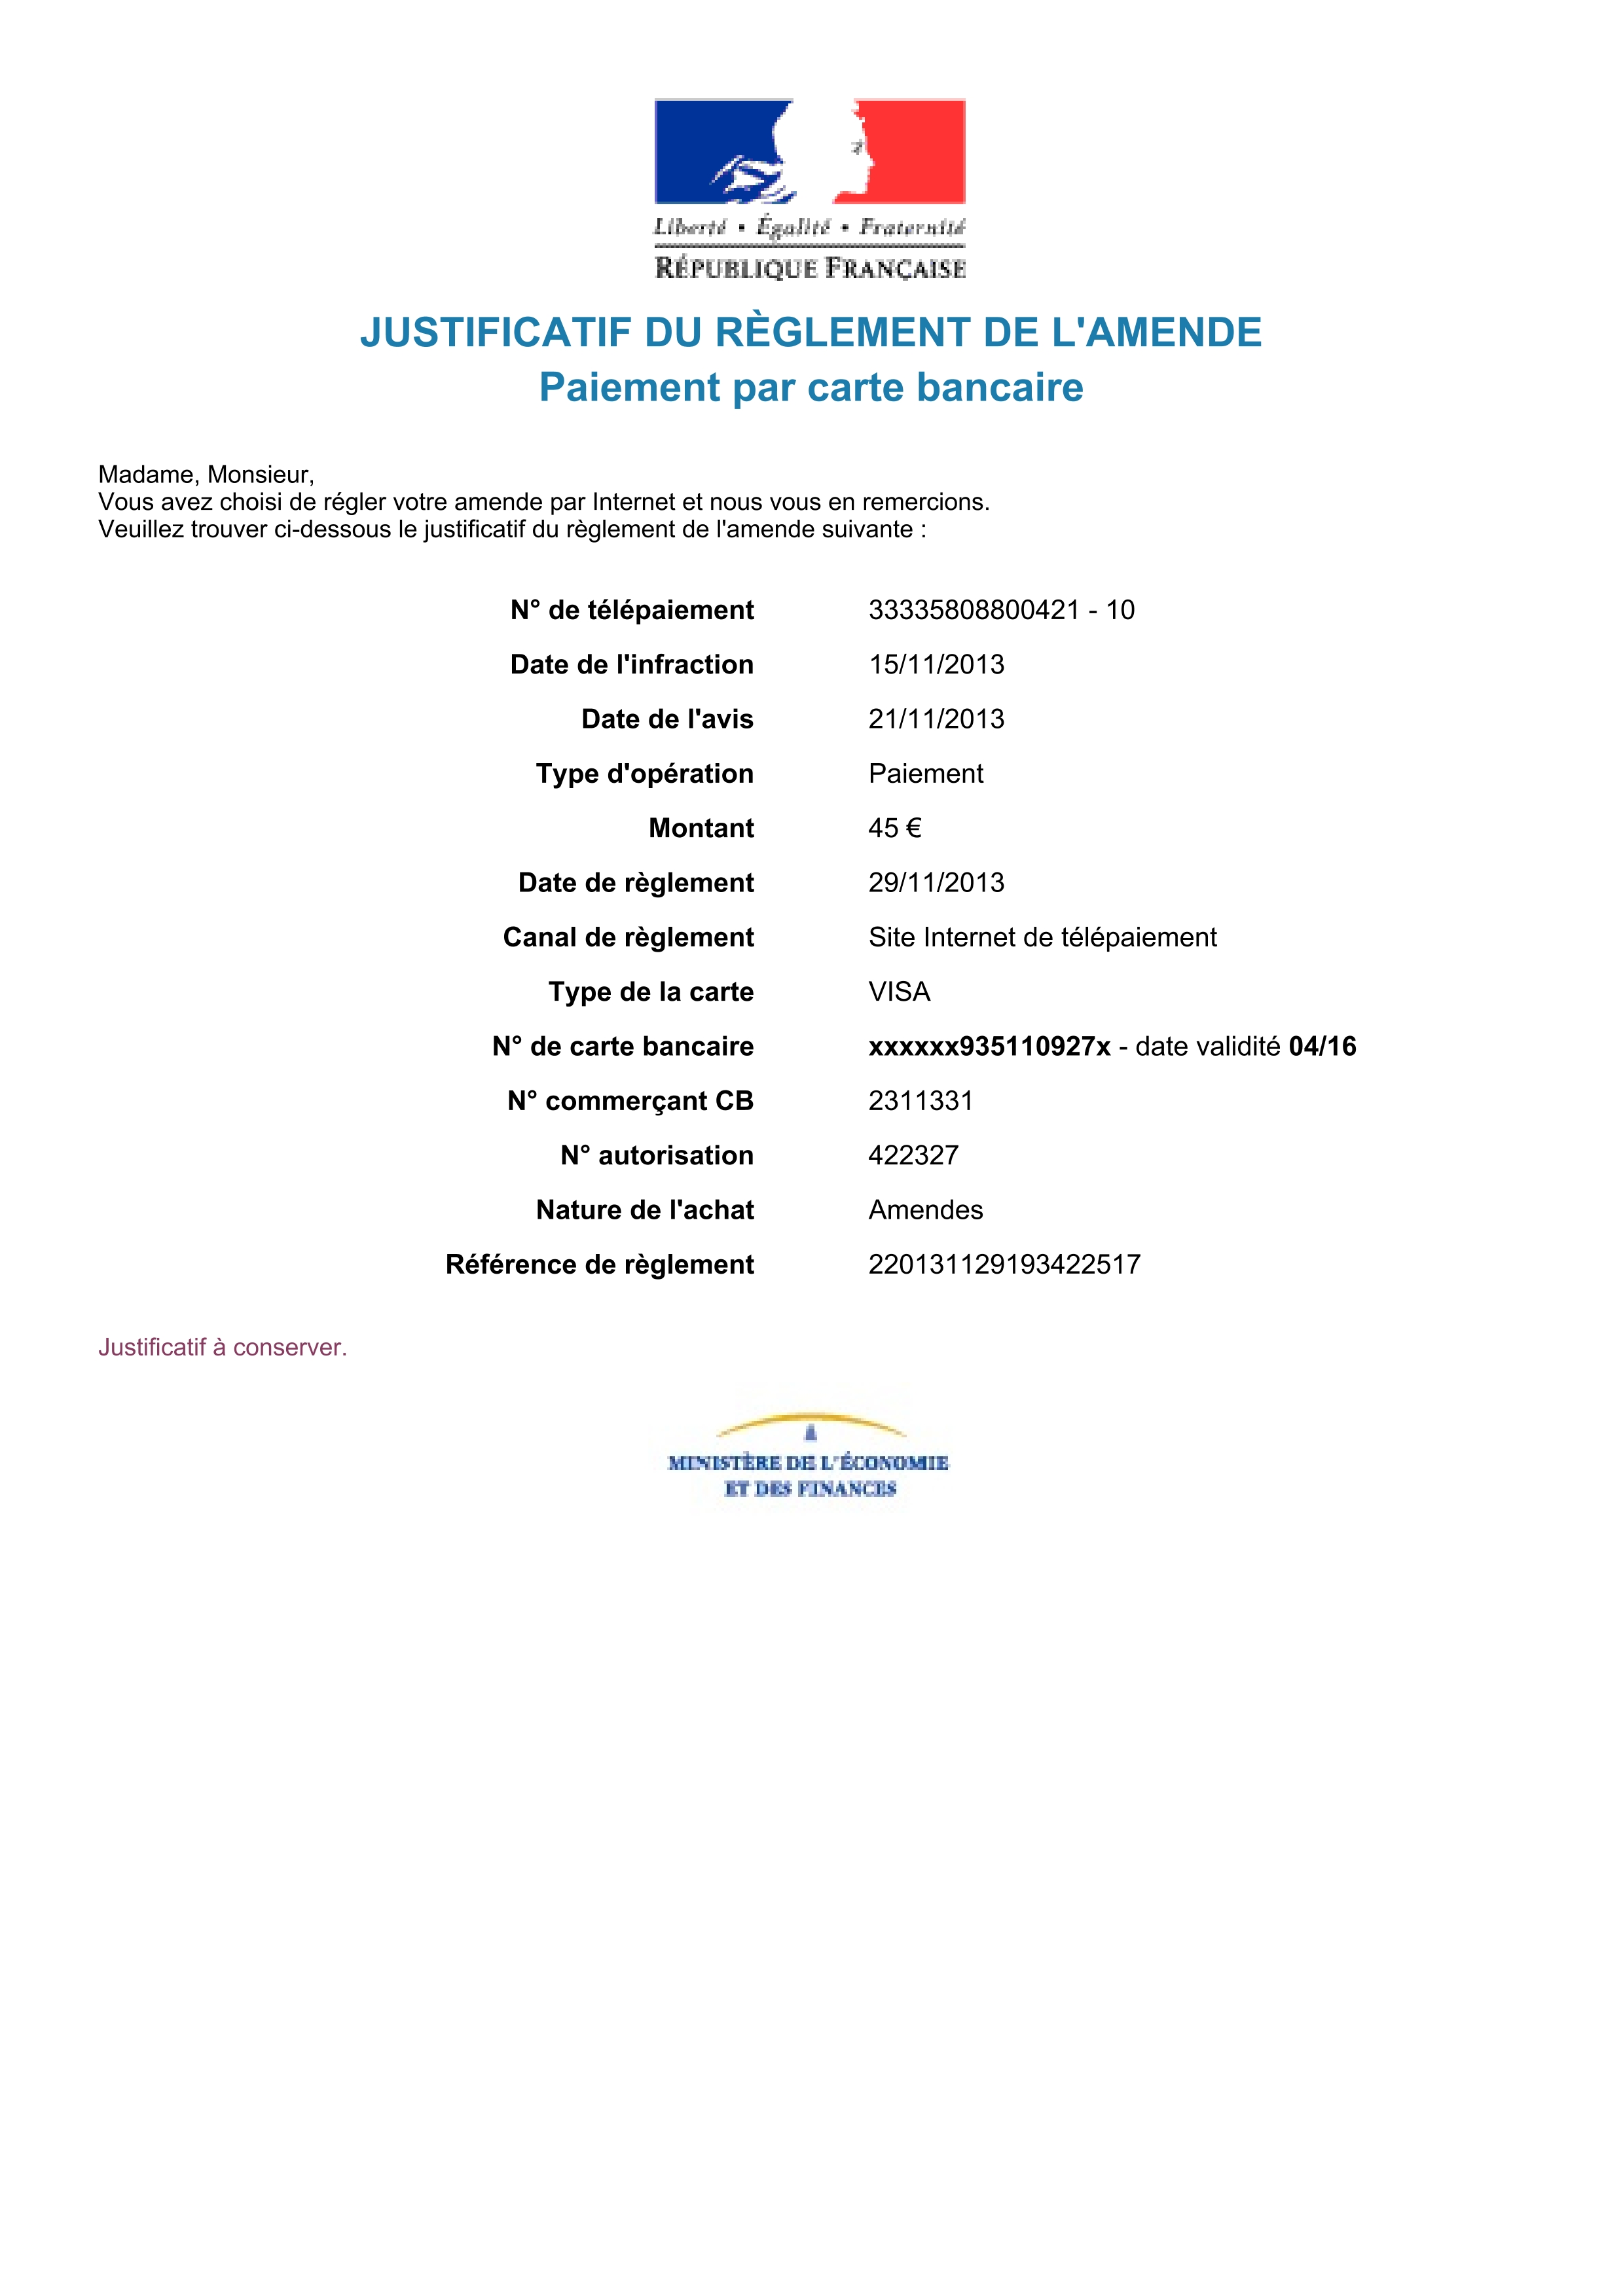 Liberté • Égalité • Fraternité
RÉPUBLIQUE FRANÇAISE
JUSTIFICATIF DU RÈGLEMENT DE L'AMENDE
Paiement par carte bancaire
Madame, Monsieur,
Vous avez choisi de régler votre amende par Internet et nous vous en remercions.
Veuillez trouver ci-dessous le justificatif du règlement de l'amende suivante :
N° de télépaiement 33335808800421 - 10
Date de l'infraction 15/11/2013
Date de l'avis 21/11/2013
Type d'opération Paiement
Montant 45 €
Date de règlement 29/11/2013
Canal de règlement Site Internet de télépaiement
Type de la carte VISA
N° de carte bancaire xxxxxx935110927x - date validité 04/16
N° commerçant CB 2311331
N° autorisation 422327
Nature de l'achat Amendes
Référence de règlement 220131129193422517
Justificatif à conserver.
MINISTÈRE DE L'ÉCONOMIE
ET DES FINANCES